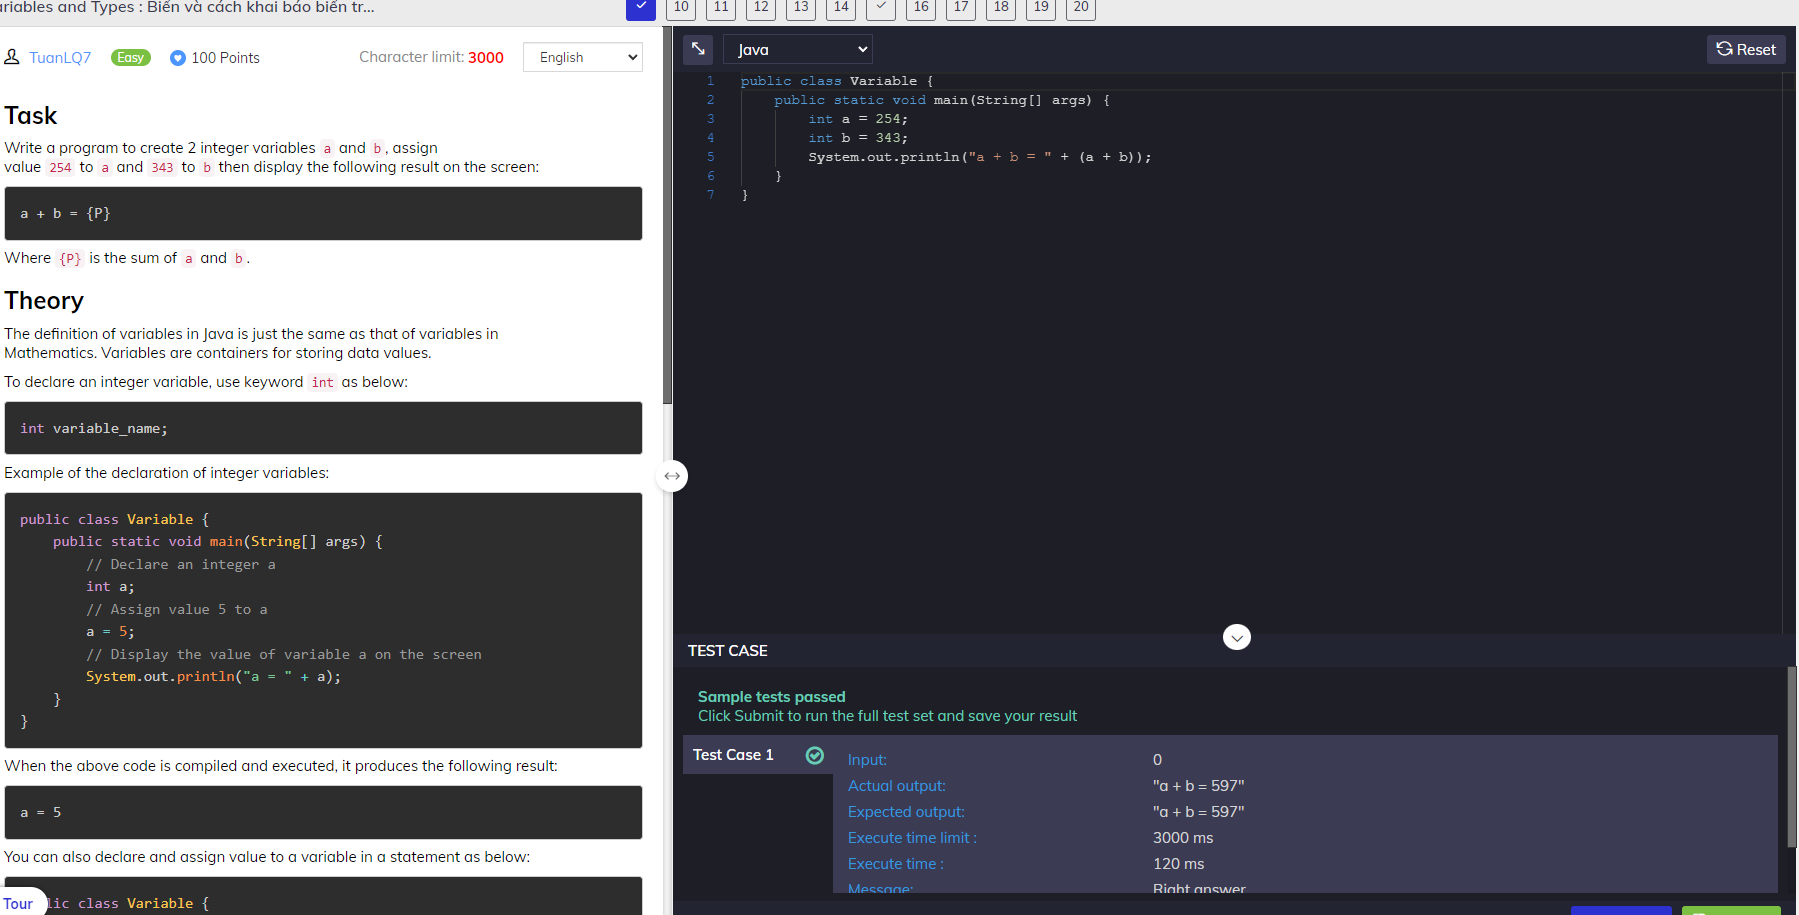 riables and Types : Biến và cách khai báo biến tr...
10 11 12 13 14 16 17 18 19 20
TuanLQ7 Easy 100 Points Character limit: 3000 English
Task
Write a program to create 2 integer variables a and b , assign
value 254 to a and 343 to b then display the following result on the screen:
a + b = {P}
Where {P} is the sum of a and b .
Theory
The definition of variables in Java is just the same as that of variables in
Mathematics. Variables are containers for storing data values.
To declare an integer variable, use keyword int as below:
int variable_name;
Example of the declaration of integer variables:
public class Variable {
    public static void main(String[] args) {
        // Declare an integer a
        int a;
        // Assign value 5 to a
        a = 5;
        // Display the value of variable a on the screen
        System.out.println("a = " + a);
    }
}
When the above code is compiled and executed, it produces the following result:
a = 5
You can also declare and assign value to a variable in a statement as below:
lic class Variable {
Tour
Java Reset
1 public class Variable {
2     public static void main(String[] args) {
3         int a = 254;
4         int b = 343;
5         System.out.println("a + b = " + (a + b));
6     }
7 }
TEST CASE
Sample tests passed
Click Submit to run the full test set and save your result
Test Case 1
Input: 0
Actual output: "a + b = 597"
Expected output: "a + b = 597"
Execute time limit : 3000 ms
Execute time : 120 ms
Message: Right answer